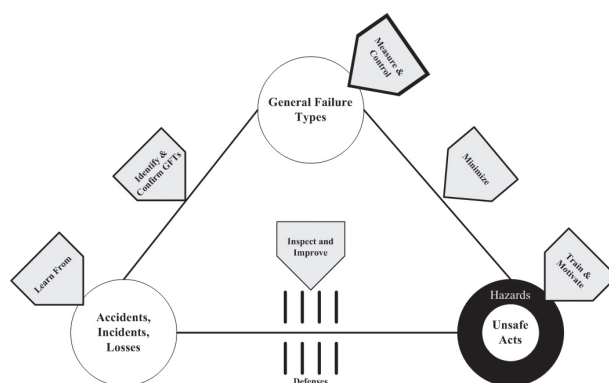 Measure &
Control
General Failure
Types
Identify &
Confirm GFTs
Minimize
Inspect and
Improve
Learn From
Train &
Motivate
Hazards
Accidents,
Incidents,
Losses
Unsafe
Acts
Defenses